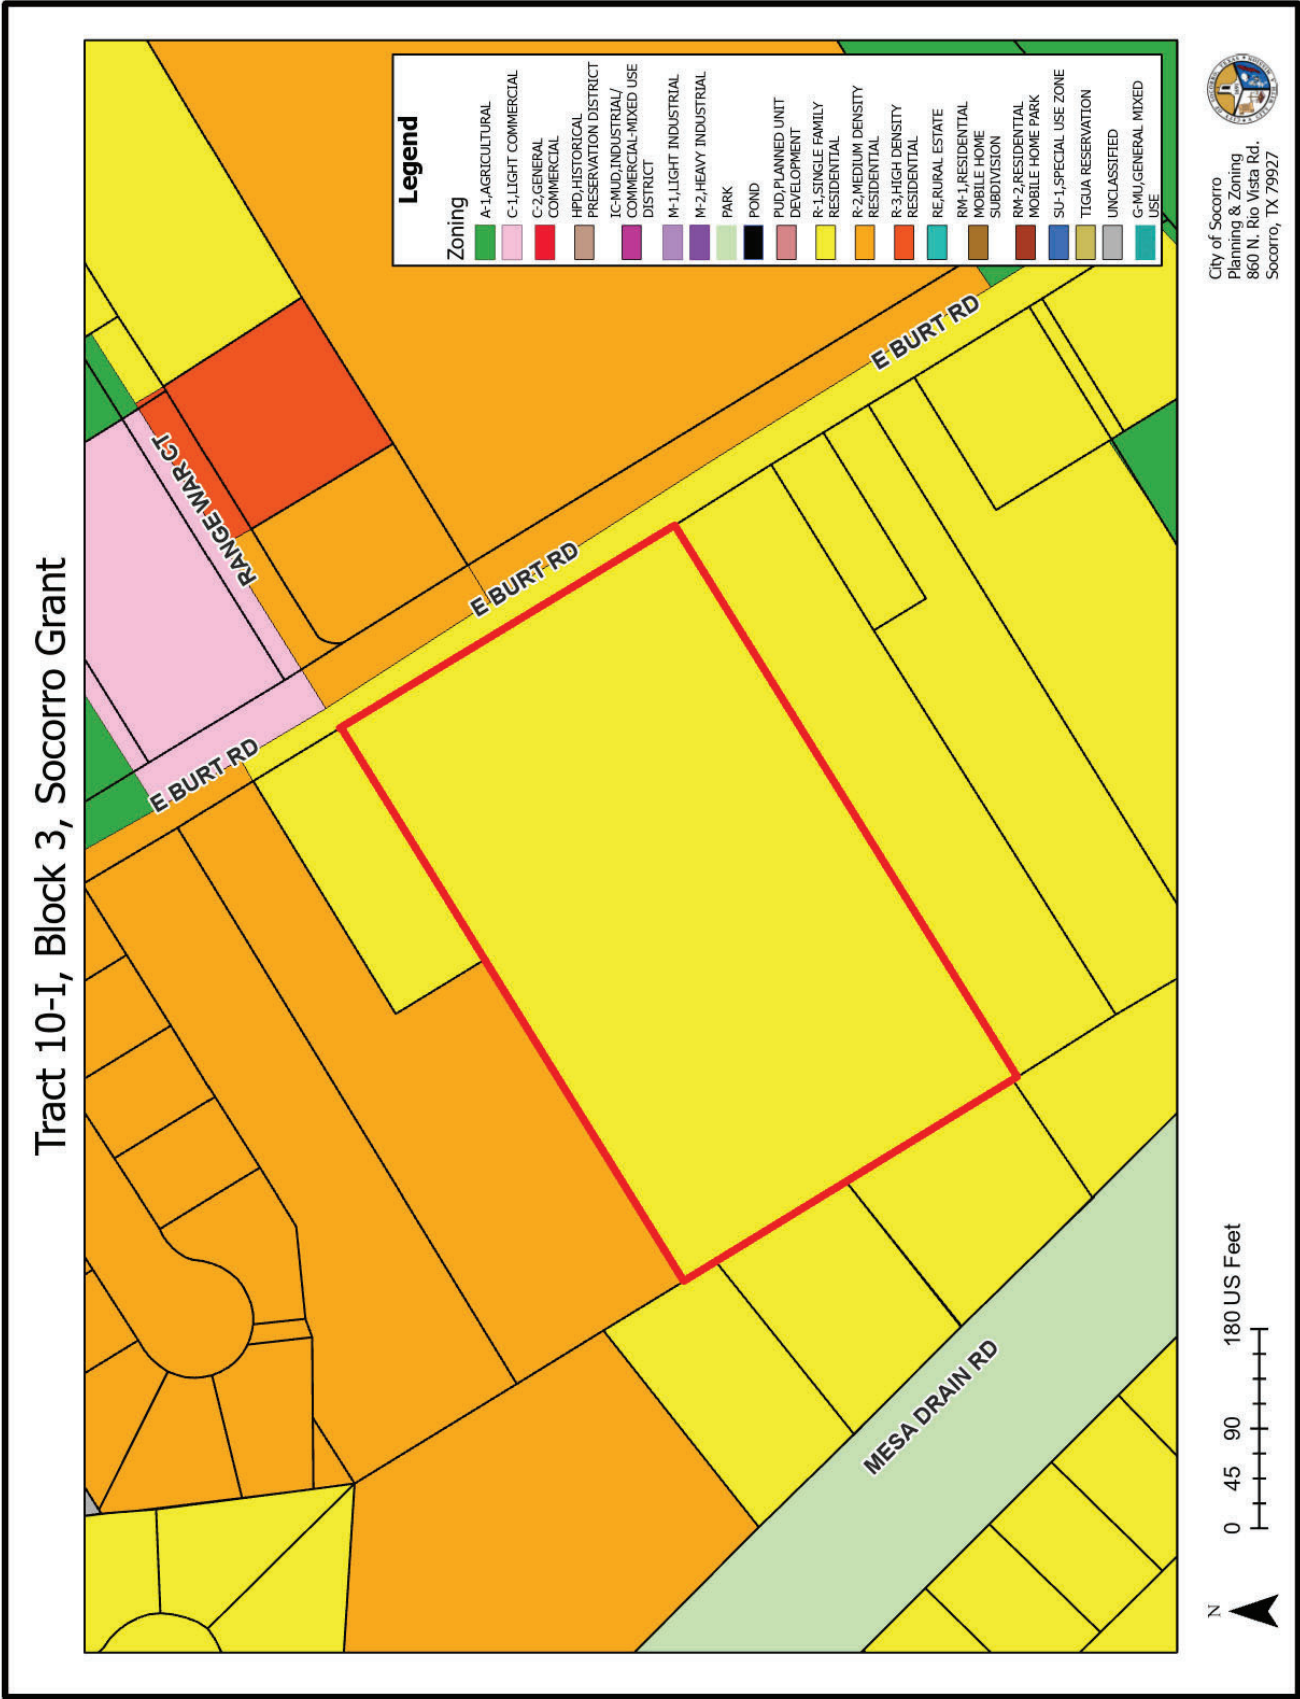 Tract 10-I, Block 3, Socorro Grant
RANGE WAR CT
E BURT RD
E BURT RD
E BURT RD
MESA DRAIN RD
Legend
Zoning
A-1,AGRICULTURAL
C-1,LIGHT COMMERCIAL
C-2,GENERAL
COMMERCIAL
HPD,HISTORICAL
PRESERVATION DISTRICT
IC-MUD,INDUSTRIAL/
COMMERCIAL-MIXED USE
DISTRICT
M-1,LIGHT INDUSTRIAL
M-2,HEAVY INDUSTRIAL
PARK
POND
PUD,PLANNED UNIT
DEVELOPMENT
R-1,SINGLE FAMILY
RESIDENTIAL
R-2,MEDIUM DENSITY
RESIDENTIAL
R-3,HIGH DENSITY
RESIDENTIAL
RE,RURAL ESTATE
RM-1,RESIDENTIAL
MOBILE HOME
SUBDIVISION
RM-2,RESIDENTIAL
MOBILE HOME PARK
SU-1,SPECIAL USE ZONE
TIGUA RESERVATION
UNCLASSIFIED
G-MU,GENERAL MIXED
USE
N
0 45 90 180 US Feet
City of Socorro
Planning & Zoning
860 N. Rio Vista Rd.
Socorro, TX 79927